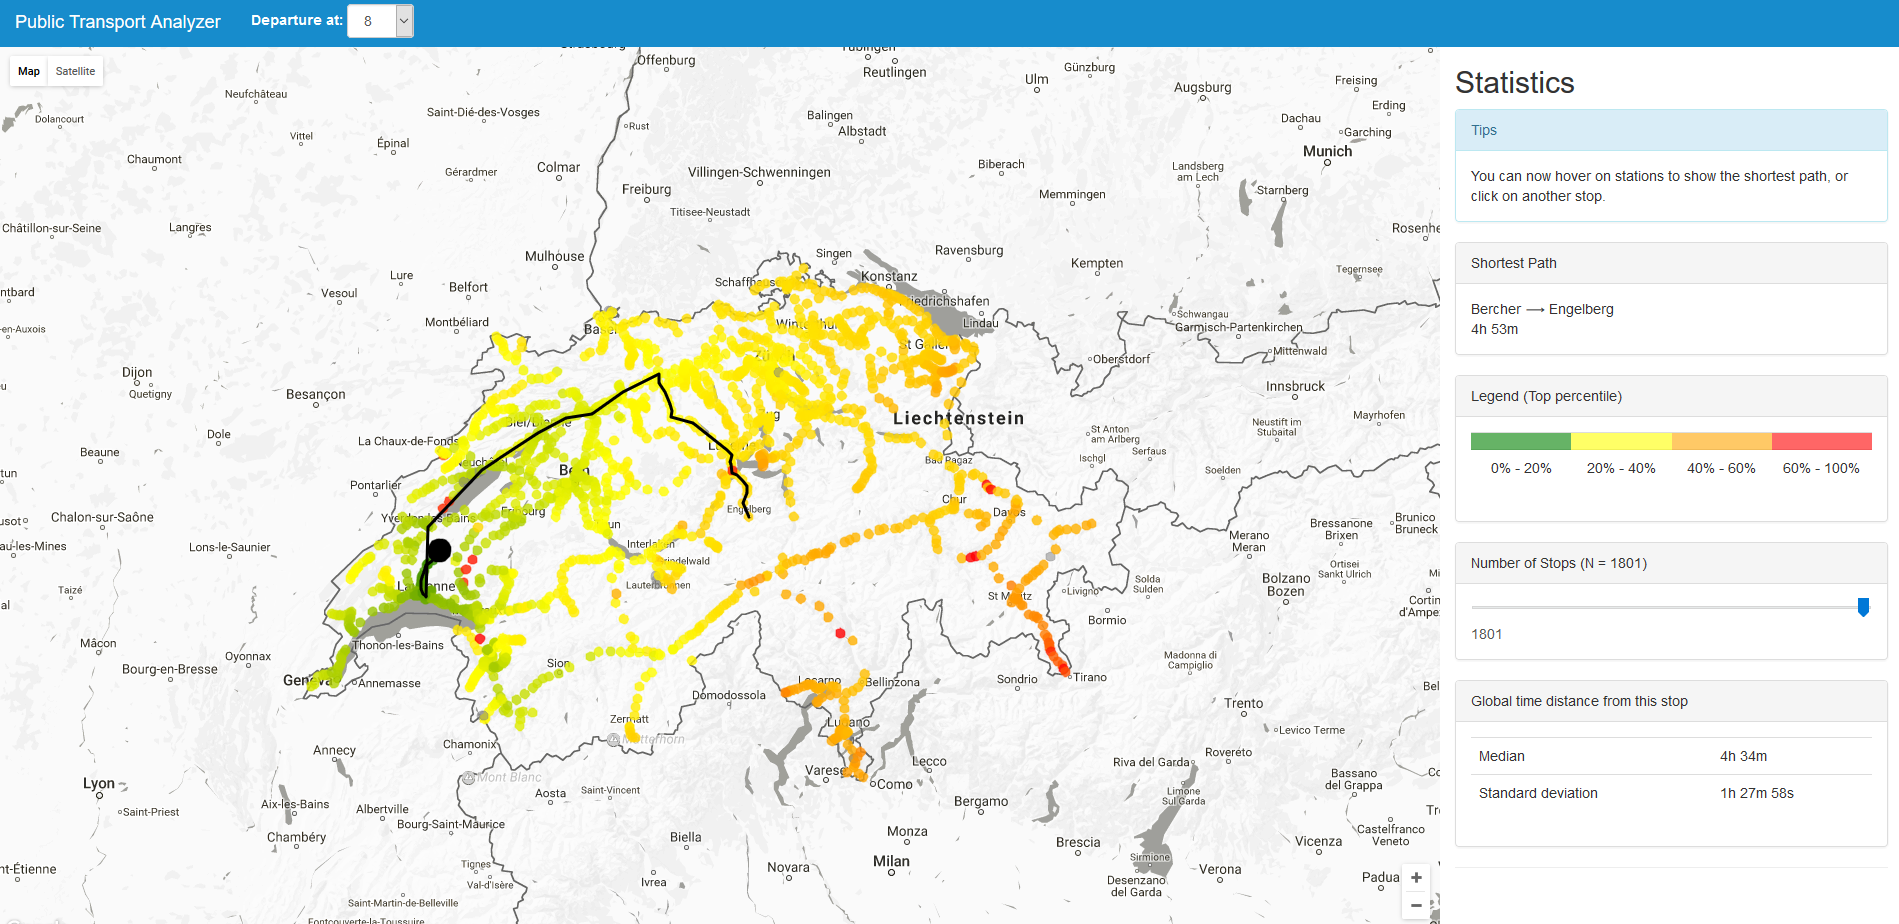 Public Transport Analyzer
Departure at: 8
Map
Satellite
Offenburg
Tübingen
Reutlingen
Ulm
Günzburg
Augsburg
Freising
Erding
Neufchâteau
Dolancourt
Saint-Dié-des-Vosges
Rust
Balingen
Albstadt
Dachau
Garching
Vittel
Épinal
Munich
Chaumont
Gérardmer
Colmar
Villingen-Schwenningen
Biberach
Landsberg
am Lech
Freiburg
Memmingen
Starnberg
Titisee-Neustadt
Châtillon-sur-Seine
Langres
Singen
Ravensburg
Mulhouse
Konstanz
Kempten
Tegernsee
Lure
Belfort
Vesoul
Friedrichshafen
Lindau
Montbéliard
Schwangau
Garmisch-Partenkirchen
Mittenwald
Oberstdorf
Dijon
Quetigny
Besançon
Innsbruck
Liechtenstein
Mayrhofen
Dole
La Chaux-de-Fonds
St Anton
am Arlberg
Neustift im
Stubaital
Beaune
Serfaus
Ischgl
Soelden
Bad Ragaz
Bern
Pontarlier
Chur
Chalon-sur-Saône
Yverdon-les-Bains
Fribourg
Engelberg
Davos
Bressanone
Brixen
Brunico
Bruneck
Lons-le-Saunier
Interlaken
Grindelwald
Merano
Meran
Lausanne
Lauterbrunnen
Ortisei
Sankt Ulrich
Taizé
St Moritz
Livigno
Solda
Sulden
Bolzano
Bozen
Bormio
Mâcon
Thonon-les-Bains
Oyonnax
Bourg-en-Bresse
Sion
Madonna di
Campiglio
Geneva
Annemasse
Locarno
Bellinzona
Sondrio
Tirano
Domodossola
Trento
Zermatt
Matterhorn
Lugano
Levico Terme
Annecy
Chamonix
Mont Blanc
Rovereto
Lyon
Varese
Lecco
Como
Riva del Garda
Bassano
del Grappa
Aosta
Saint-Vincent
Limone
Sul Garda
Saint-Priest
Aix-les-Bains
Albertville
Bourg-Saint-Maurice
Bergamo
Chambéry
Biella
Monza
Brescia
Vicenza
Castelfranco
Veneto
Milan
Sirmione
Tignes
Val-d'Isère
Ivrea
Novara
Desenzano
del Garda
Verona
Padua
Saint-Martin-de-Belleville
+
−
Statistics
Tips
You can now hover on stations to show the shortest path, or
click on another stop.
Shortest Path
Bercher ⟶ Engelberg
4h 53m
Legend (Top percentile)
0% - 20% 20% - 40% 40% - 60% 60% - 100%
Number of Stops (N = 1801)
1801
Global time distance from this stop
Median 4h 34m
Standard deviation 1h 27m 58s